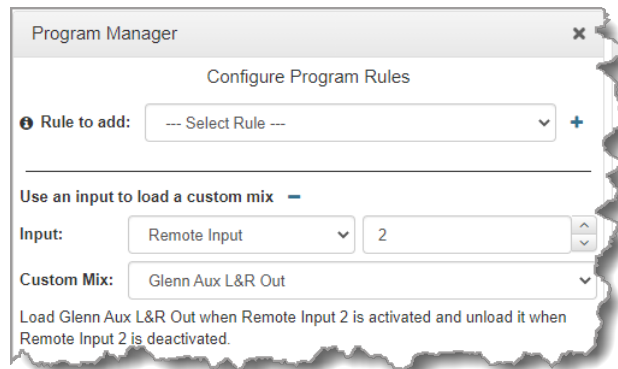 Program Manager
Configure Program Rules
Rule to add: --- Select Rule ---
Use an input to load a custom mix
Input: Remote Input 2
Custom Mix: Glenn Aux L&R Out
Load Glenn Aux L&R Out when Remote Input 2 is activated and unload it when
Remote Input 2 is deactivated.